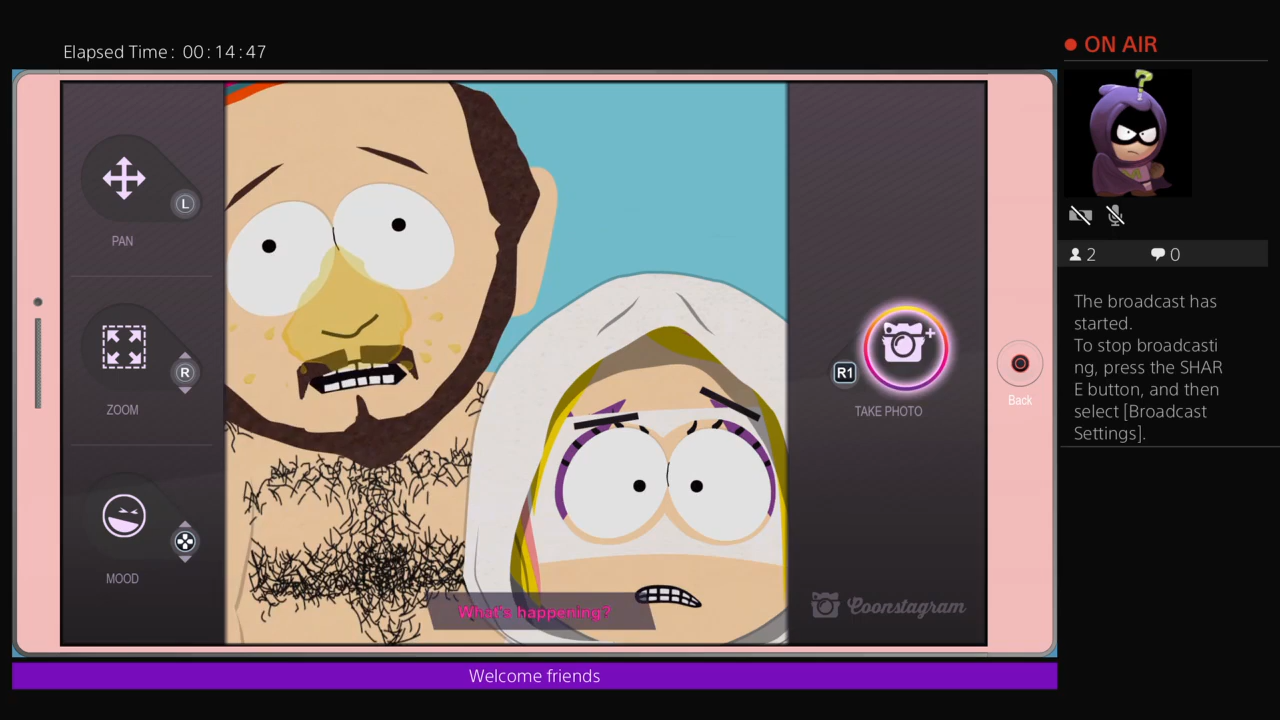 Elapsed Time: 00:14:47
ON AIR
?
L
PAN
2
0
The broadcast has
started.
To stop broadcasti
ng, press the SHAR
E button, and then
select [Broadcast
Settings].
R
ZOOM
R1
TAKE PHOTO
Back
MOOD
What's happening?
Coonstagram
Welcome friends